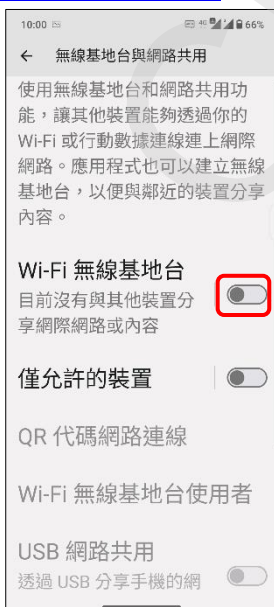 10:00 4G 66%
← 無線基地台與網路共用
使用無線基地台和網路共用功
能，讓其他裝置能夠透過你的
Wi-Fi 或行動數據連線連上網際
網路。應用程式也可以建立無線
基地台，以便與鄰近的裝置分享
內容。
Wi-Fi 無線基地台
目前沒有與其他裝置分
享網際網路或內容
僅允許的裝置
QR 代碼網路連線
Wi-Fi 無線基地台使用者
USB 網路共用
透過 USB 分享手機的網